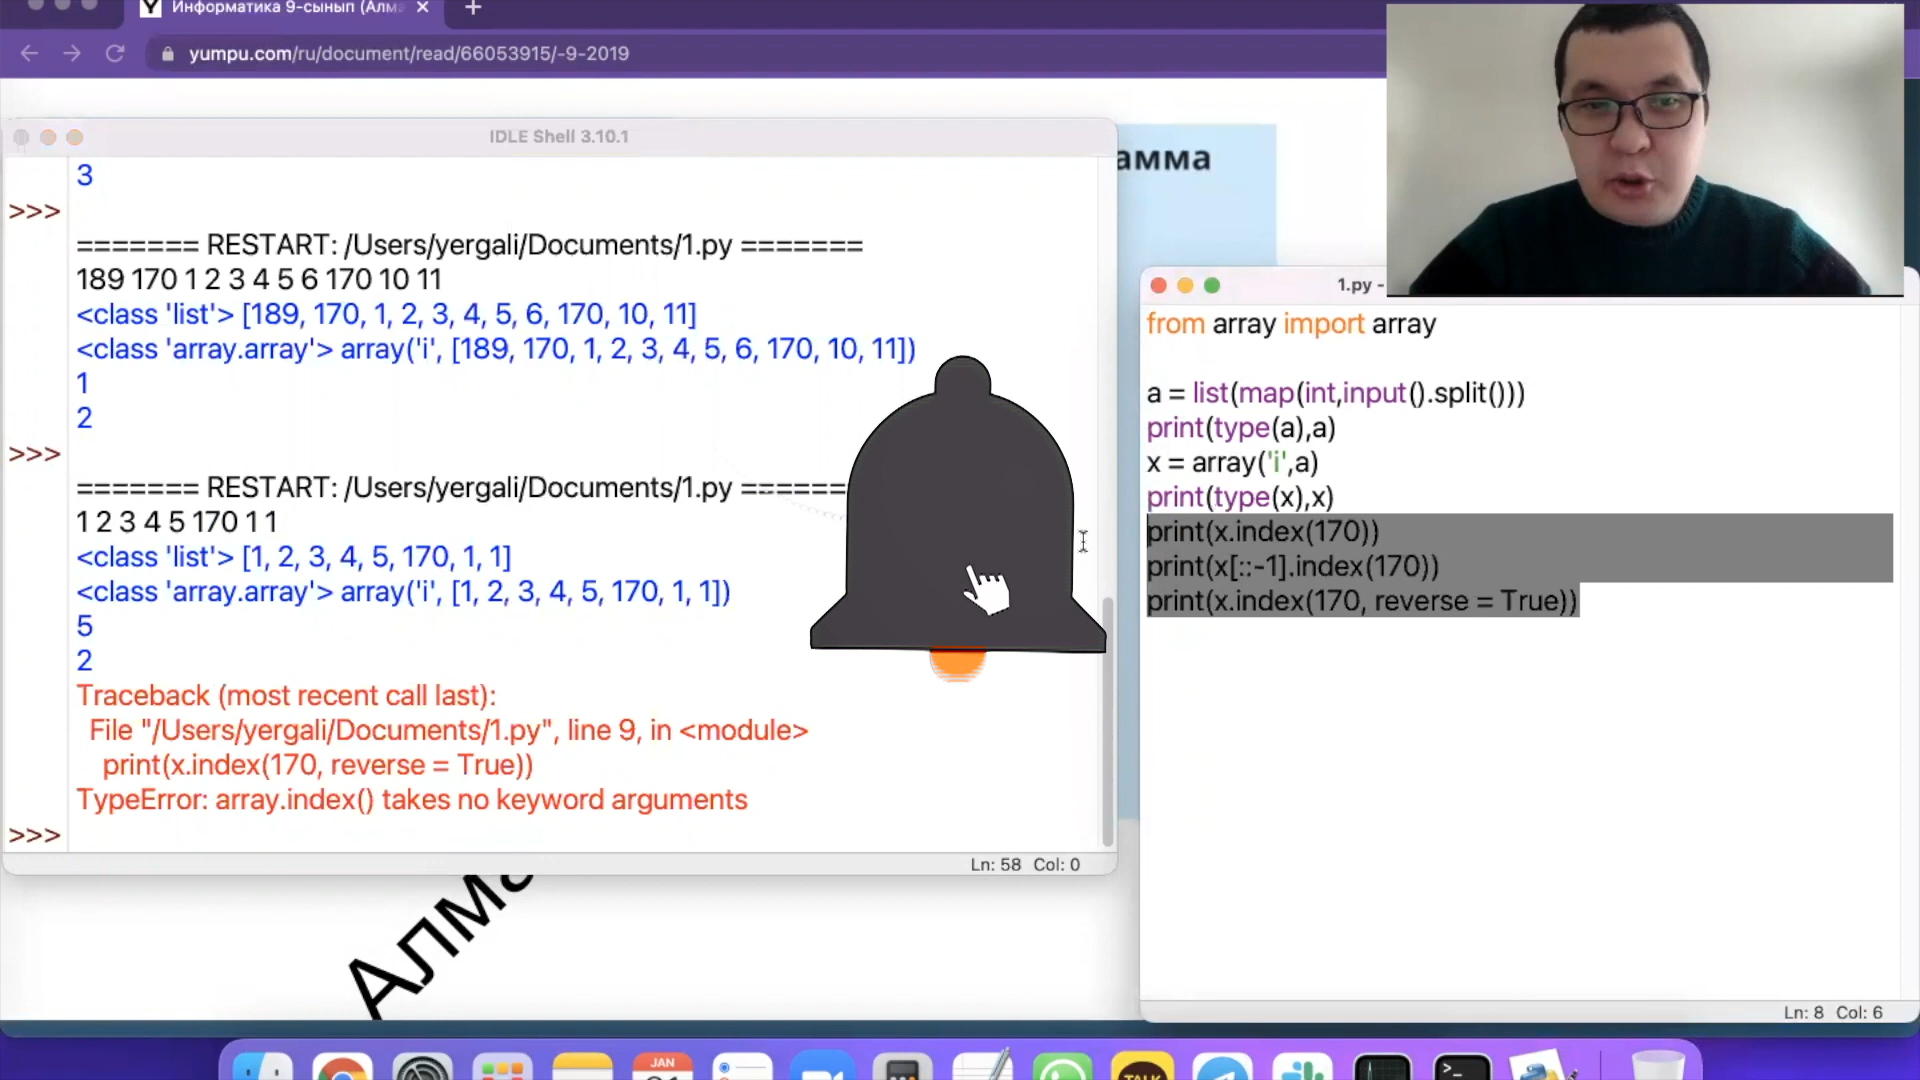 Информатика 9-сынып (Алма
yumpu.com/ru/document/read/66053915/-9-2019
IDLE Shell 3.10.1
3
>>>
======= RESTART: /Users/yergali/Documents/1.py =======
189 170 1 2 3 4 5 6 170 10 11
<class 'list'> [189, 170, 1, 2, 3, 4, 5, 6, 170, 10, 11]
<class 'array.array'> array('i', [189, 170, 1, 2, 3, 4, 5, 6, 170, 10, 11])
1
2
>>>
======= RESTART: /Users/yergali/Documents/1.py ======
1 2 3 4 5 170 1 1
<class 'list'> [1, 2, 3, 4, 5, 170, 1, 1]
<class 'array.array'> array('i', [1, 2, 3, 4, 5, 170, 1, 1])
5
2
Traceback (most recent call last):
File "/Users/yergali/Documents/1.py", line 9, in <module>
print(x.index(170, reverse = True))
TypeError: array.index() takes no keyword arguments
>>>
Ln: 58 Col: 0
амма
Алма
1.py -
from array import array
a = list(map(int,input().split()))
print(type(a),a)
x = array('i',a)
print(type(x),x)
print(x.index(170))
print(x[::-1].index(170))
print(x.index(170, reverse = True))
Ln: 8 Col: 6
JAN
TALK
>_